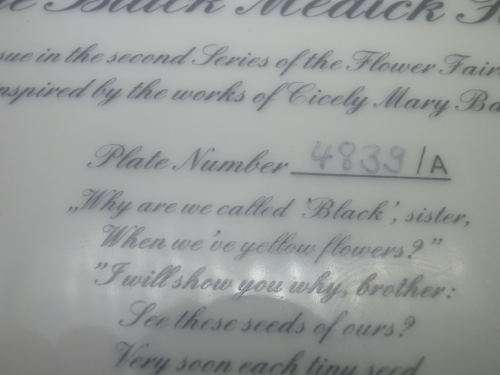 Black Medick
sue in the second Series of the Flower Fair
nspired by the works of Cicely Mary Ba
Plate Number 4839/A
„Why are we called 'Black', sister,
When we've yellow flowers?"
"I will show you why, brother:
See these seeds of ours?
Very soon each tiny seed